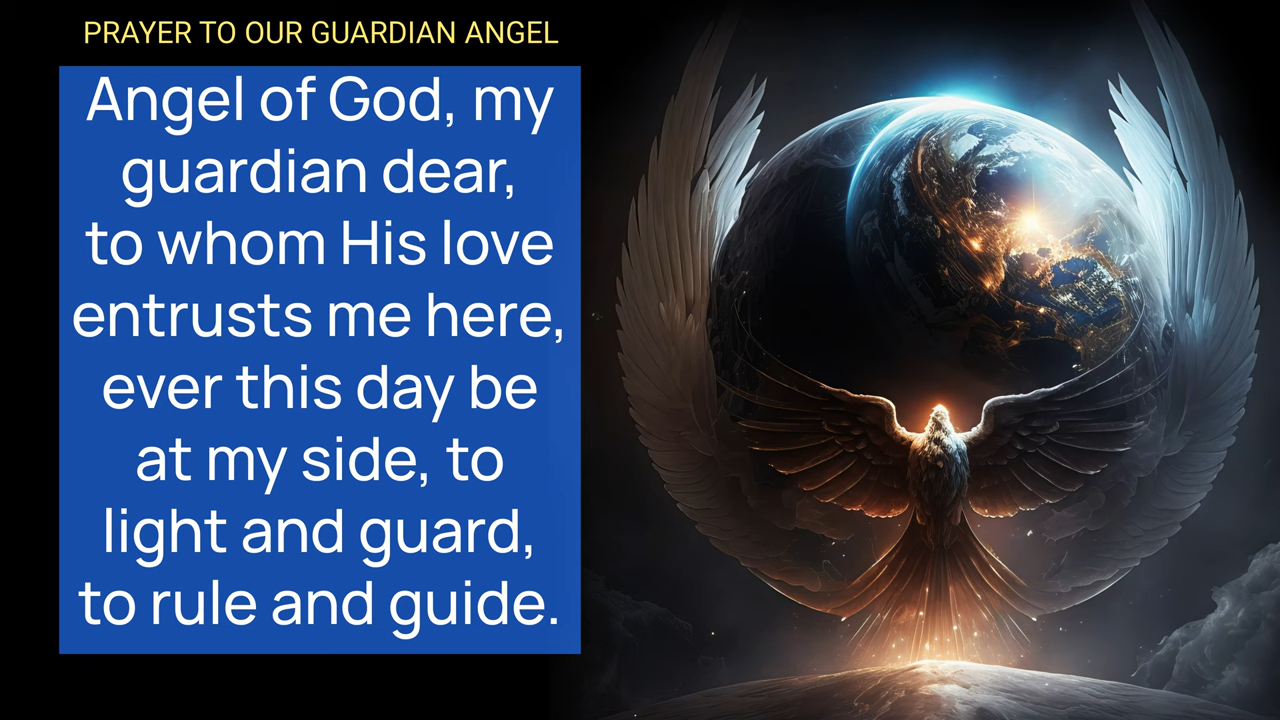 PRAYER TO OUR GUARDIAN ANGEL
Angel of God, my
guardian dear,
to whom His love
entrusts me here,
ever this day be
at my side, to
light and guard,
to rule and guide.